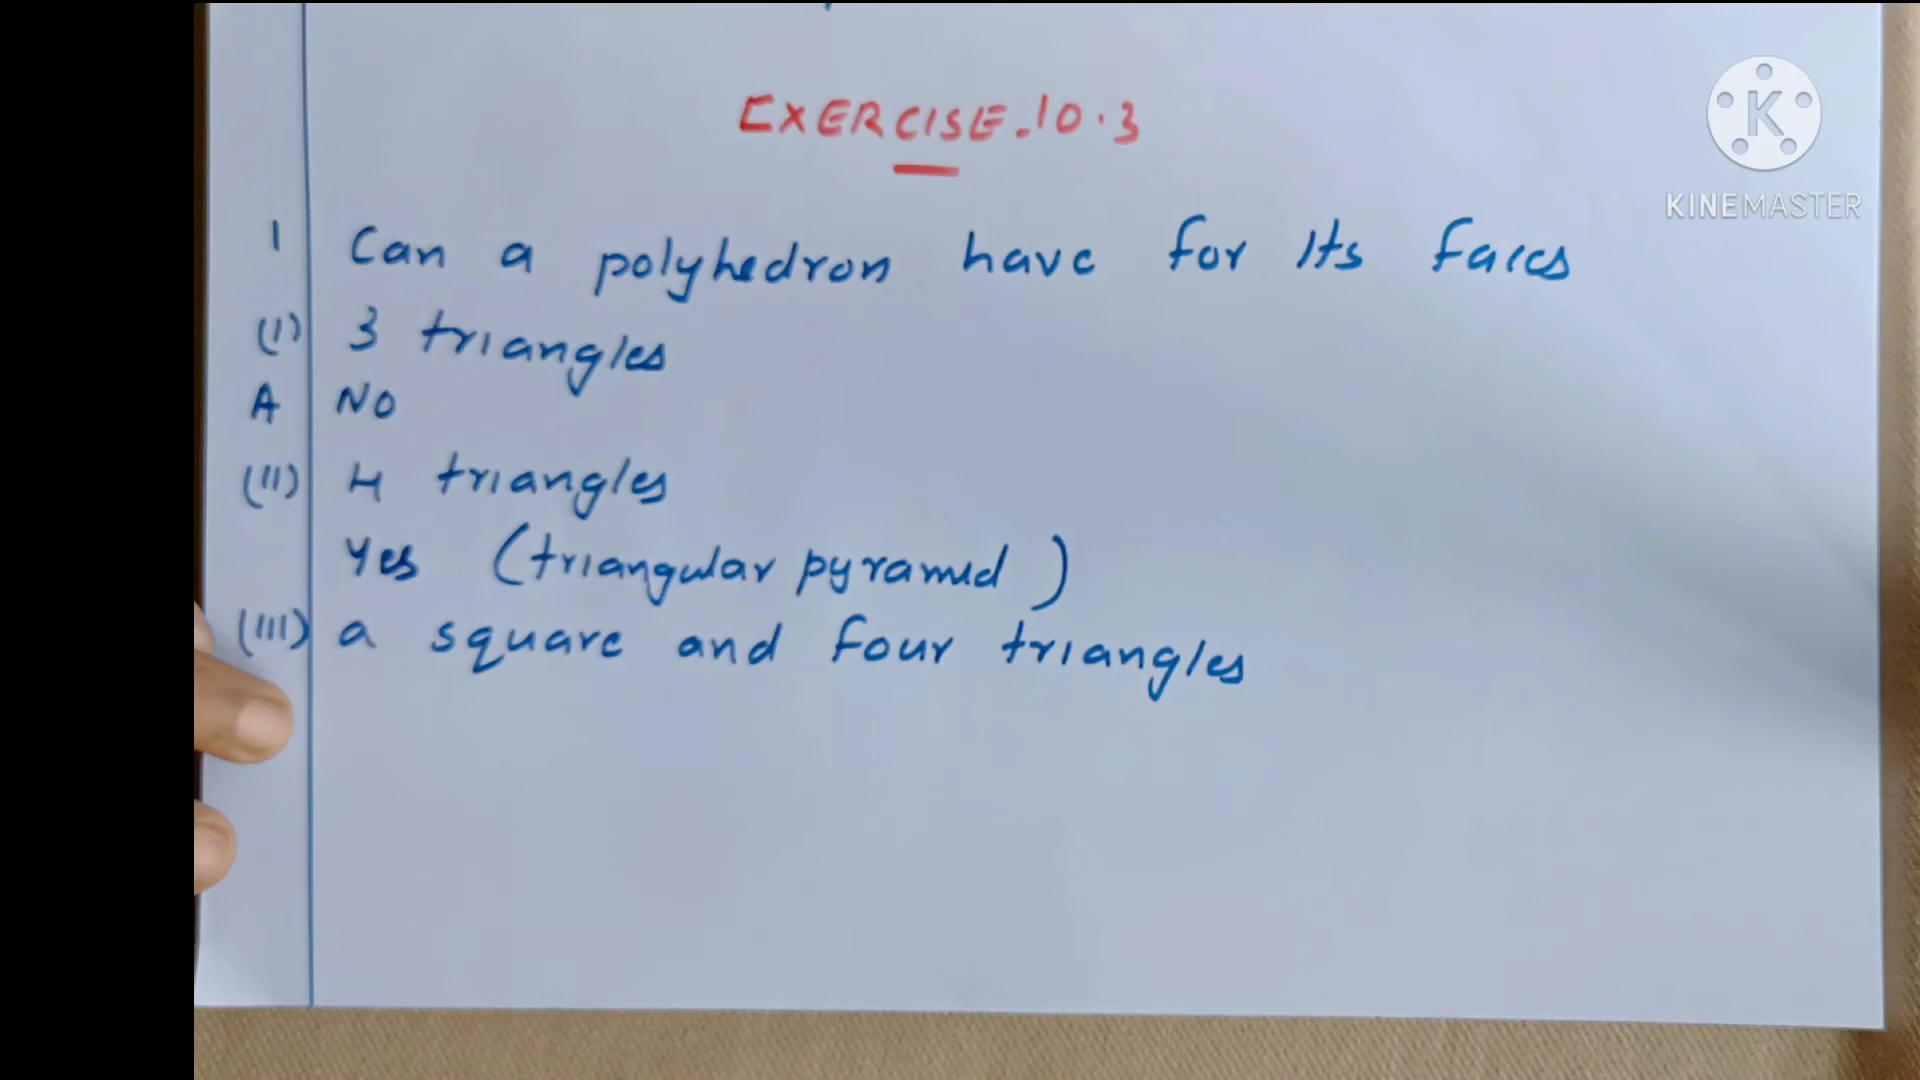 EXERCISE-10.3
1 Can a polyhedron have for its faces
(i) 3 triangles
A NO
(ii) 4 triangles
Yes (triangular pyramid)
(iii) a square and four triangles
K
KINEMASTER